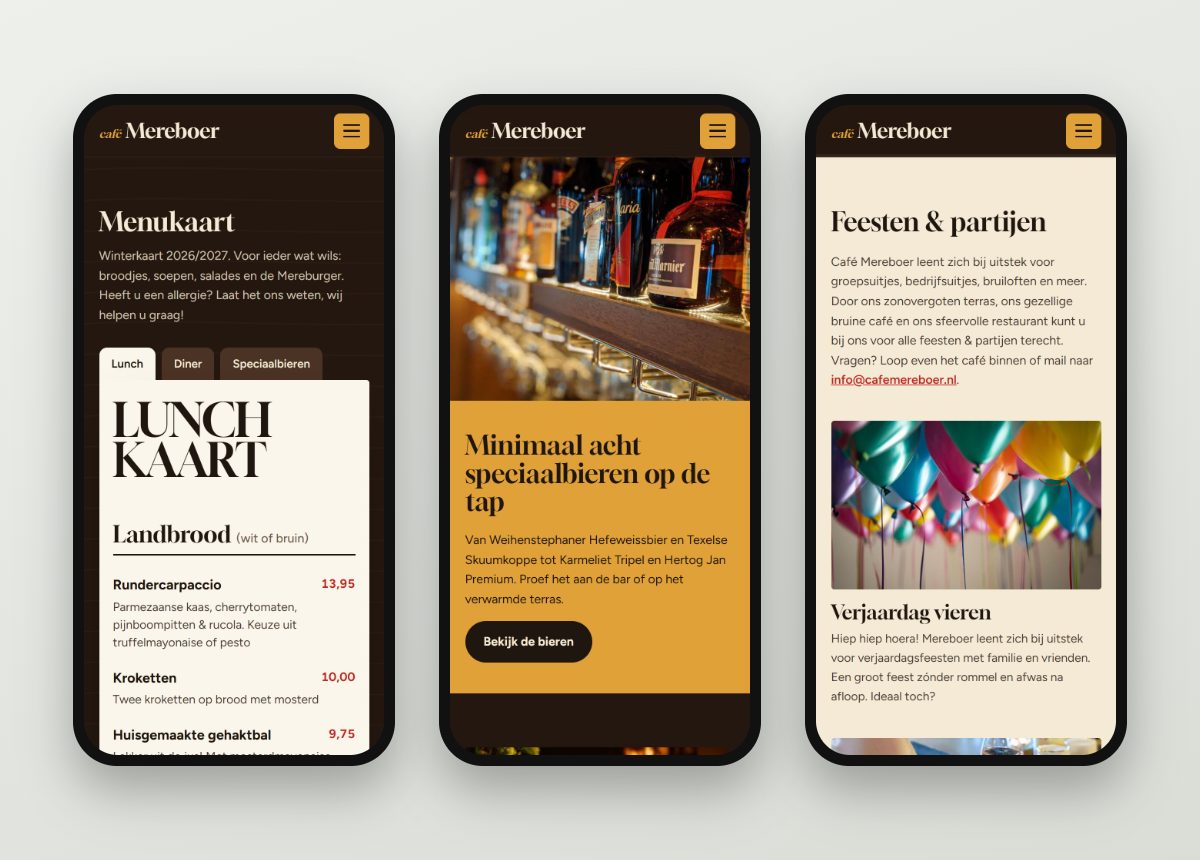 café Mereboer
Menukaart
Winterkaart 2026/2027. Voor ieder wat wils:
broodjes, soepen, salades en de Mereburger.
Heeft u een allergie? Laat het ons weten, wij
helpen u graag!
Lunch
Diner
Speciaalbieren
LUNCH
KAART
Landbrood (wit of bruin)
Rundercarpaccio 13,95
Parmezaanse kaas, cherrytomaten,
pijnboompitten & rucola. Keuze uit
truffelmayonaise of pesto
Kroketten 10,00
Twee kroketten op brood met mosterd
Huisgemaakte gehaktbal 9,75
café Mereboer
Minimaal acht
speciaalbieren op de
tap
Van Weihenstephaner Hefeweissbier en Texelse
Skuumkoppe tot Karmeliet Tripel en Hertog Jan
Premium. Proef het aan de bar of op het
verwarmde terras.
Bekijk de bieren
café Mereboer
Feesten & partijen
Café Mereboer leent zich bij uitstek voor
groepsuitjes, bedrijfsuitjes, bruiloften en meer.
Door ons zonovergoten terras, ons gezellige
bruine café en ons sfeervolle restaurant kunt u
bij ons voor alle feesten & partijen terecht.
Vragen? Loop even het café binnen of mail naar
info@cafemereboer.nl.
Verjaardag vieren
Hiep hiep hoera! Mereboer leent zich bij uitstek
voor verjaardagsfeesten met familie en vrienden.
Een groot feest zónder rommel en afwas na
afloop. Ideaal toch?